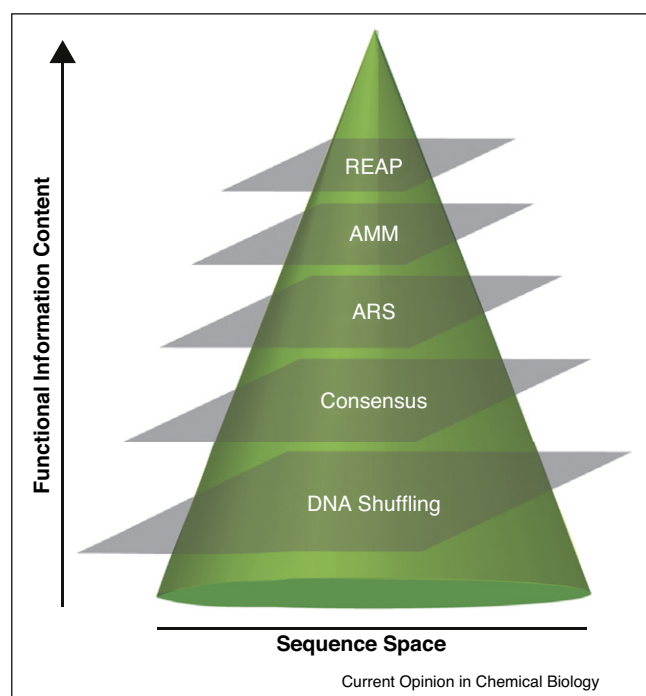 Functional Information Content
REAP
AMM
ARS
Consensus
DNA Shuffling
Sequence Space
Current Opinion in Chemical Biology